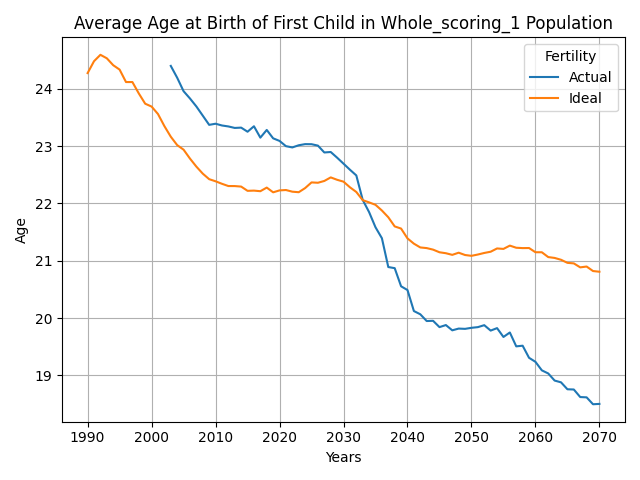 Average Age at Birth of First Child in Whole_scoring_1 Population
Fertility
Actual
Ideal
Age
24
23
22
21
20
19
1990 2000 2010 2020 2030 2040 2050 2060 2070
Years